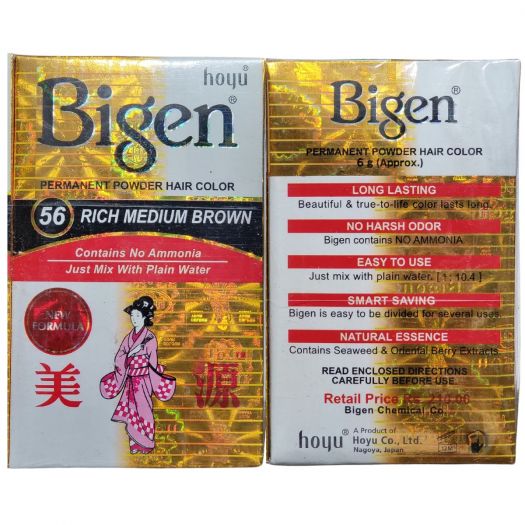 hoyu®
Bigen®
PERMANENT POWDER HAIR COLOR
56 RICH MEDIUM BROWN
Contains No Ammonia
Just Mix With Plain Water
NEW
FORMULA
美 源
Bigen®
PERMANENT POWDER HAIR COLOR
6 g (Approx.)
LONG LASTING
Beautiful & true-to-life color lasts long.
NO HARSH ODOR
Bigen contains NO AMMONIA
EASY TO USE
Just mix with plain water. [ 1 : 10.4 ]
SMART SAVING
Bigen is easy to be divided for several uses.
NATURAL ESSENCE
Contains Seaweed & Oriental Berry Extracts.
READ ENCLOSED DIRECTIONS
CAREFULLY BEFORE USE.
Retail Price Rs. 210.00
Bigen Chemical Co.
hoyu®
A Product of
Hoyu Co., Ltd.
Nagoya, Japan
12M